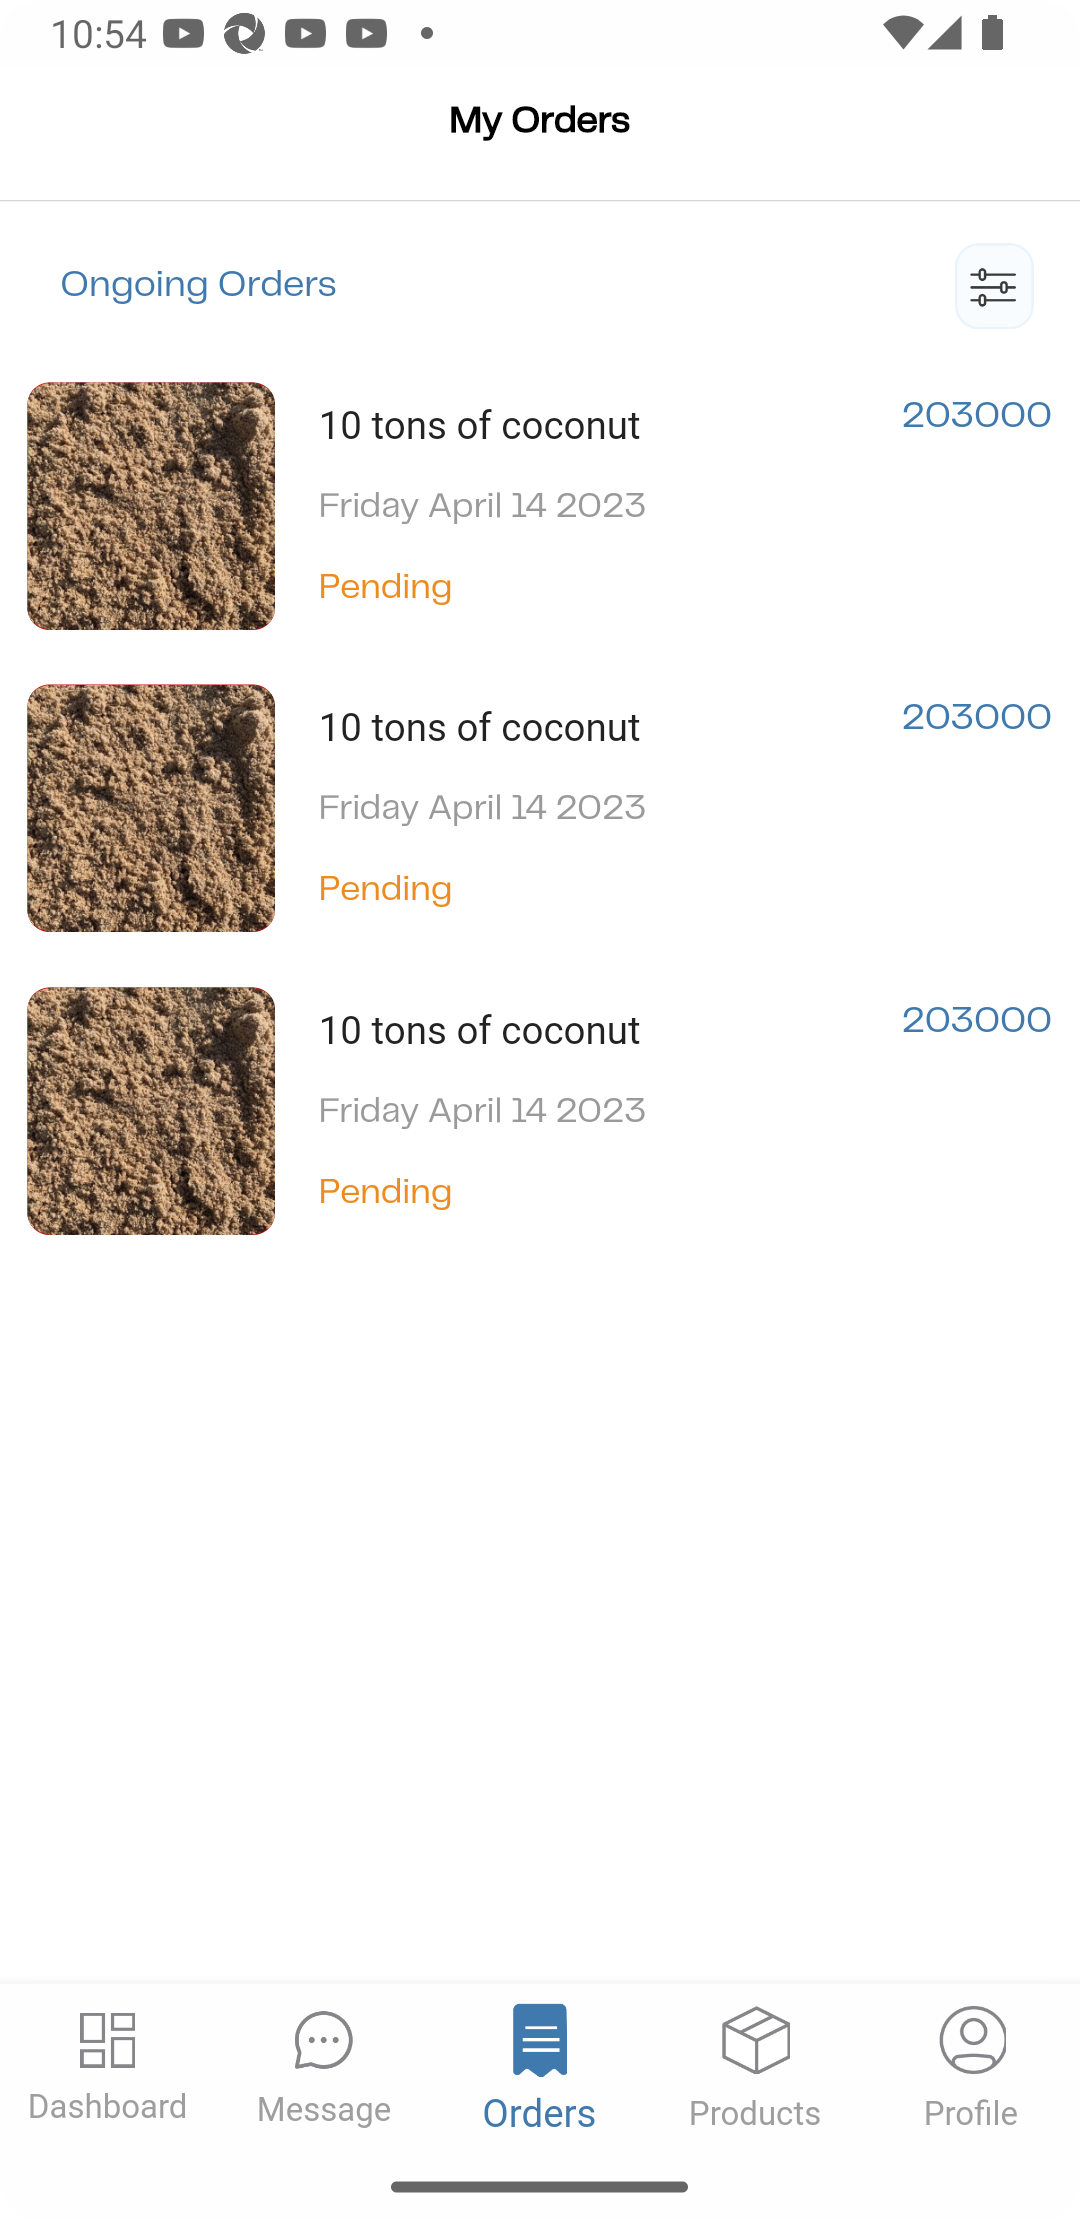 10:54
My Orders
Ongoing Orders
10 tons of coconut
203000
Friday April 14 2023
Pending
10 tons of coconut
203000
Friday April 14 2023
Pending
10 tons of coconut
203000
Friday April 14 2023
Pending
Dashboard
Message
Orders
Products
Profile